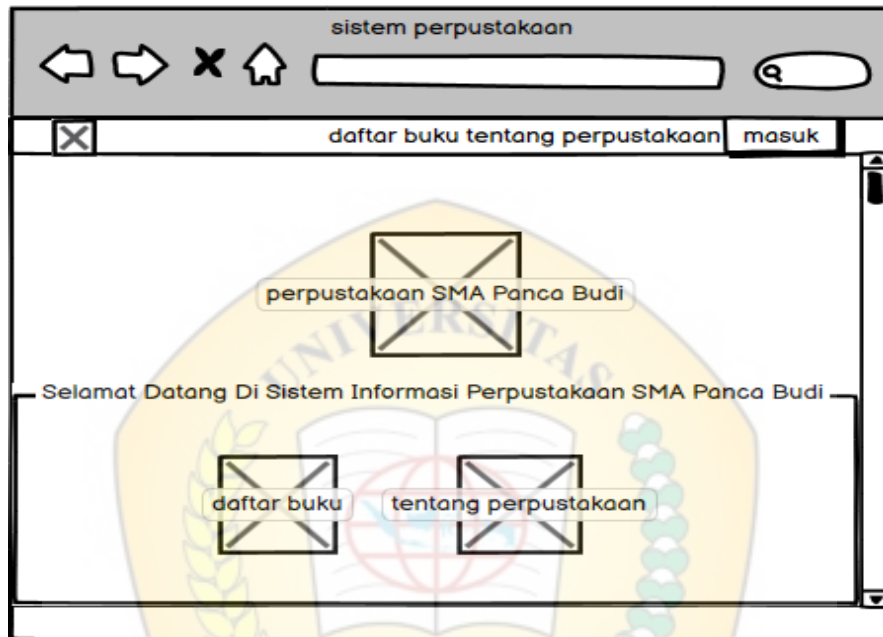 sistem perpustakaan
daftar buku tentang perpustakaan masuk
perpustakaan SMA Panca Budi
UNIVERSITAS
Selamat Datang Di Sistem Informasi Perpustakaan SMA Panca Budi
daftar buku tentang perpustakaan